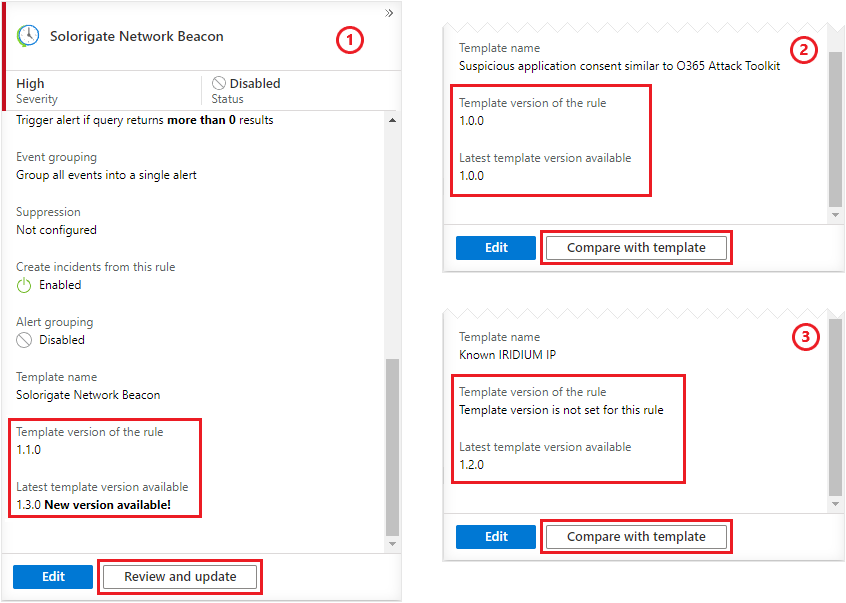 Solorigate Network Beacon
1
High
Severity
Disabled
Status
Trigger alert if query returns more than 0 results
Event grouping
Group all events into a single alert
Suppression
Not configured
Create incidents from this rule
Enabled
Alert grouping
Disabled
Template name
Solorigate Network Beacon
Template version of the rule
1.1.0
Latest template version available
1.3.0 New version available!
Edit
Review and update
2
Template name
Suspicious application consent similar to O365 Attack Toolkit
Template version of the rule
1.0.0
Latest template version available
1.0.0
Edit
Compare with template
3
Template name
Known IRIDIUM IP
Template version of the rule
Template version is not set for this rule
Latest template version available
1.2.0
Edit
Compare with template